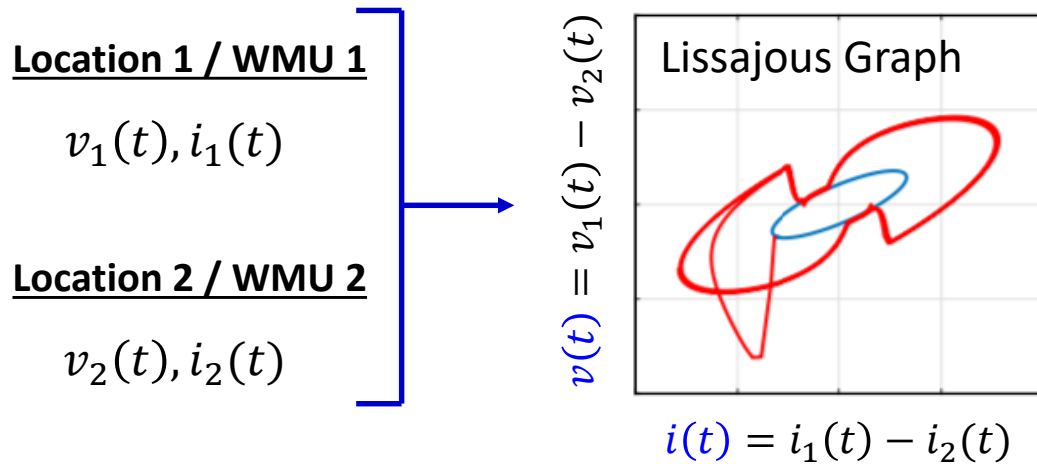 Location 1 / WMU 1
v₁(t), i₁(t)
Location 2 / WMU 2
v₂(t), i₂(t)
v(t) = v₁(t) − v₂(t)
Lissajous Graph
i(t) = i₁(t) − i₂(t)